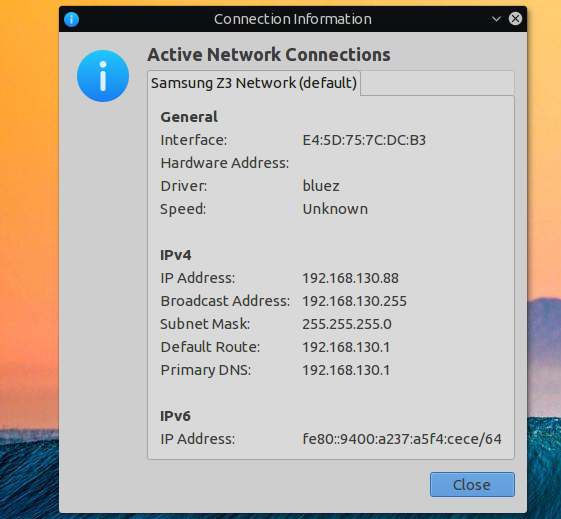 Connection Information
Active Network Connections
Samsung Z3 Network (default)
General
Interface: E4:5D:75:7C:DC:B3
Hardware Address:
Driver: bluez
Speed: Unknown
IPv4
IP Address: 192.168.130.88
Broadcast Address: 192.168.130.255
Subnet Mask: 255.255.255.0
Default Route: 192.168.130.1
Primary DNS: 192.168.130.1
IPv6
IP Address: fe80::9400:a237:a5f4:cece/64
Close